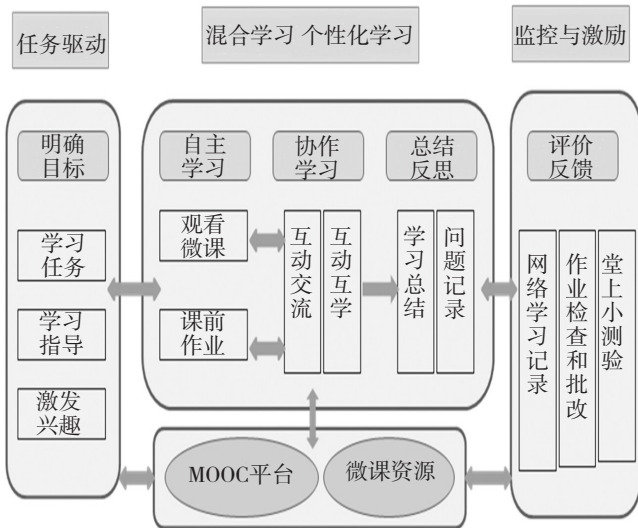 任务驱动
混合学习 个性化学习
监控与激励
明确
目标
学习
任务
学习
指导
激发
兴趣
自主
学习
观看
微课
课前
作业
协作
学习
互动交流
互动互学
总结
反思
学习总结
问题记录
评价
反馈
网络学习记录
作业检查和批改
堂上小测验
MOOC平台
微课资源